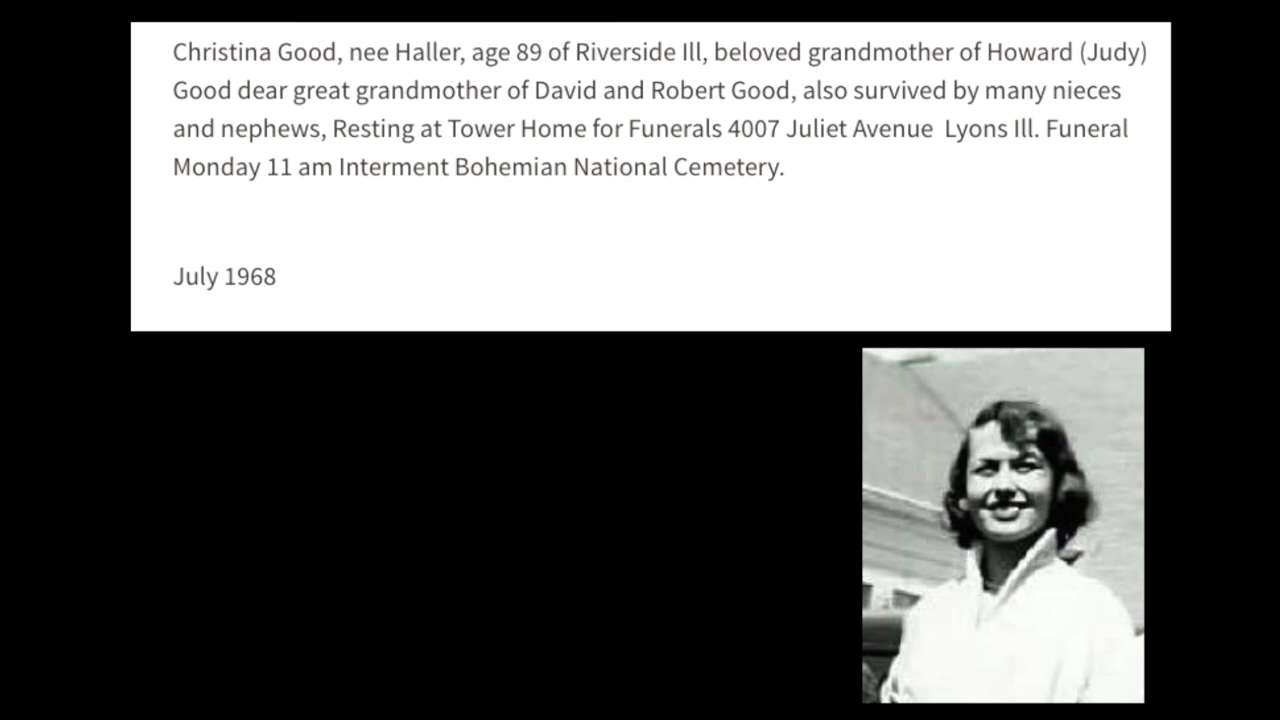 Christina Good, nee Haller, age 89 of Riverside Ill, beloved grandmother of Howard (Judy)
Good dear great grandmother of David and Robert Good, also survived by many nieces
and nephews, Resting at Tower Home for Funerals 4007 Juliet Avenue  Lyons Ill. Funeral
Monday 11 am Interment Bohemian National Cemetery.
July 1968